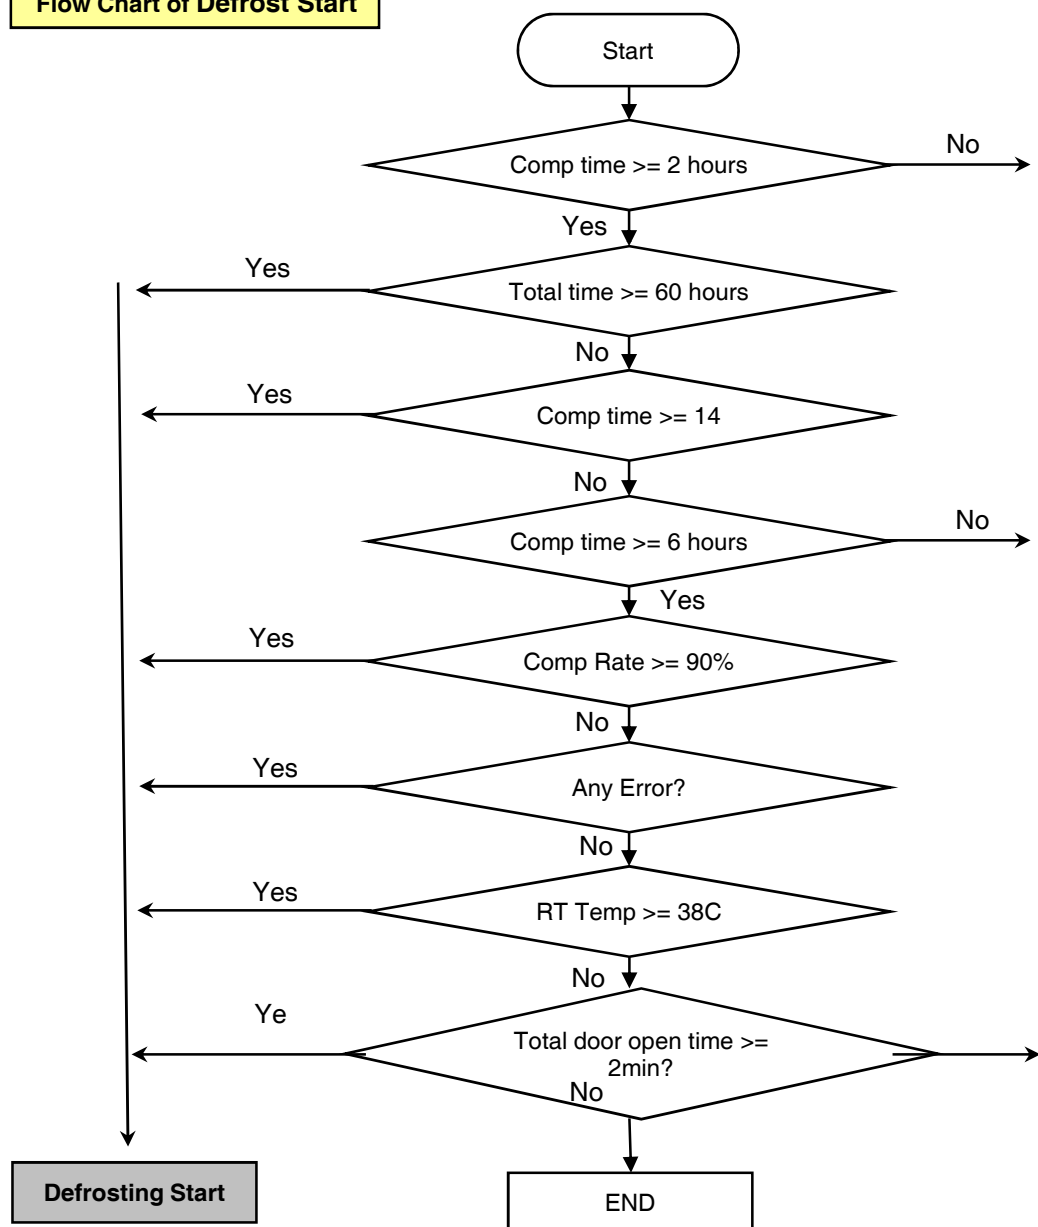 Flow Chart of Defrost Start
Start
Comp time >= 2 hours
No
Yes
Total time >= 60 hours
Yes
No
Comp time >= 14
Yes
No
Comp time >= 6 hours
No
Yes
Comp Rate >= 90%
Yes
No
Any Error?
Yes
No
RT Temp >= 38C
Yes
No
Ye
Total door open time >=
2min?
No
Defrosting Start
END